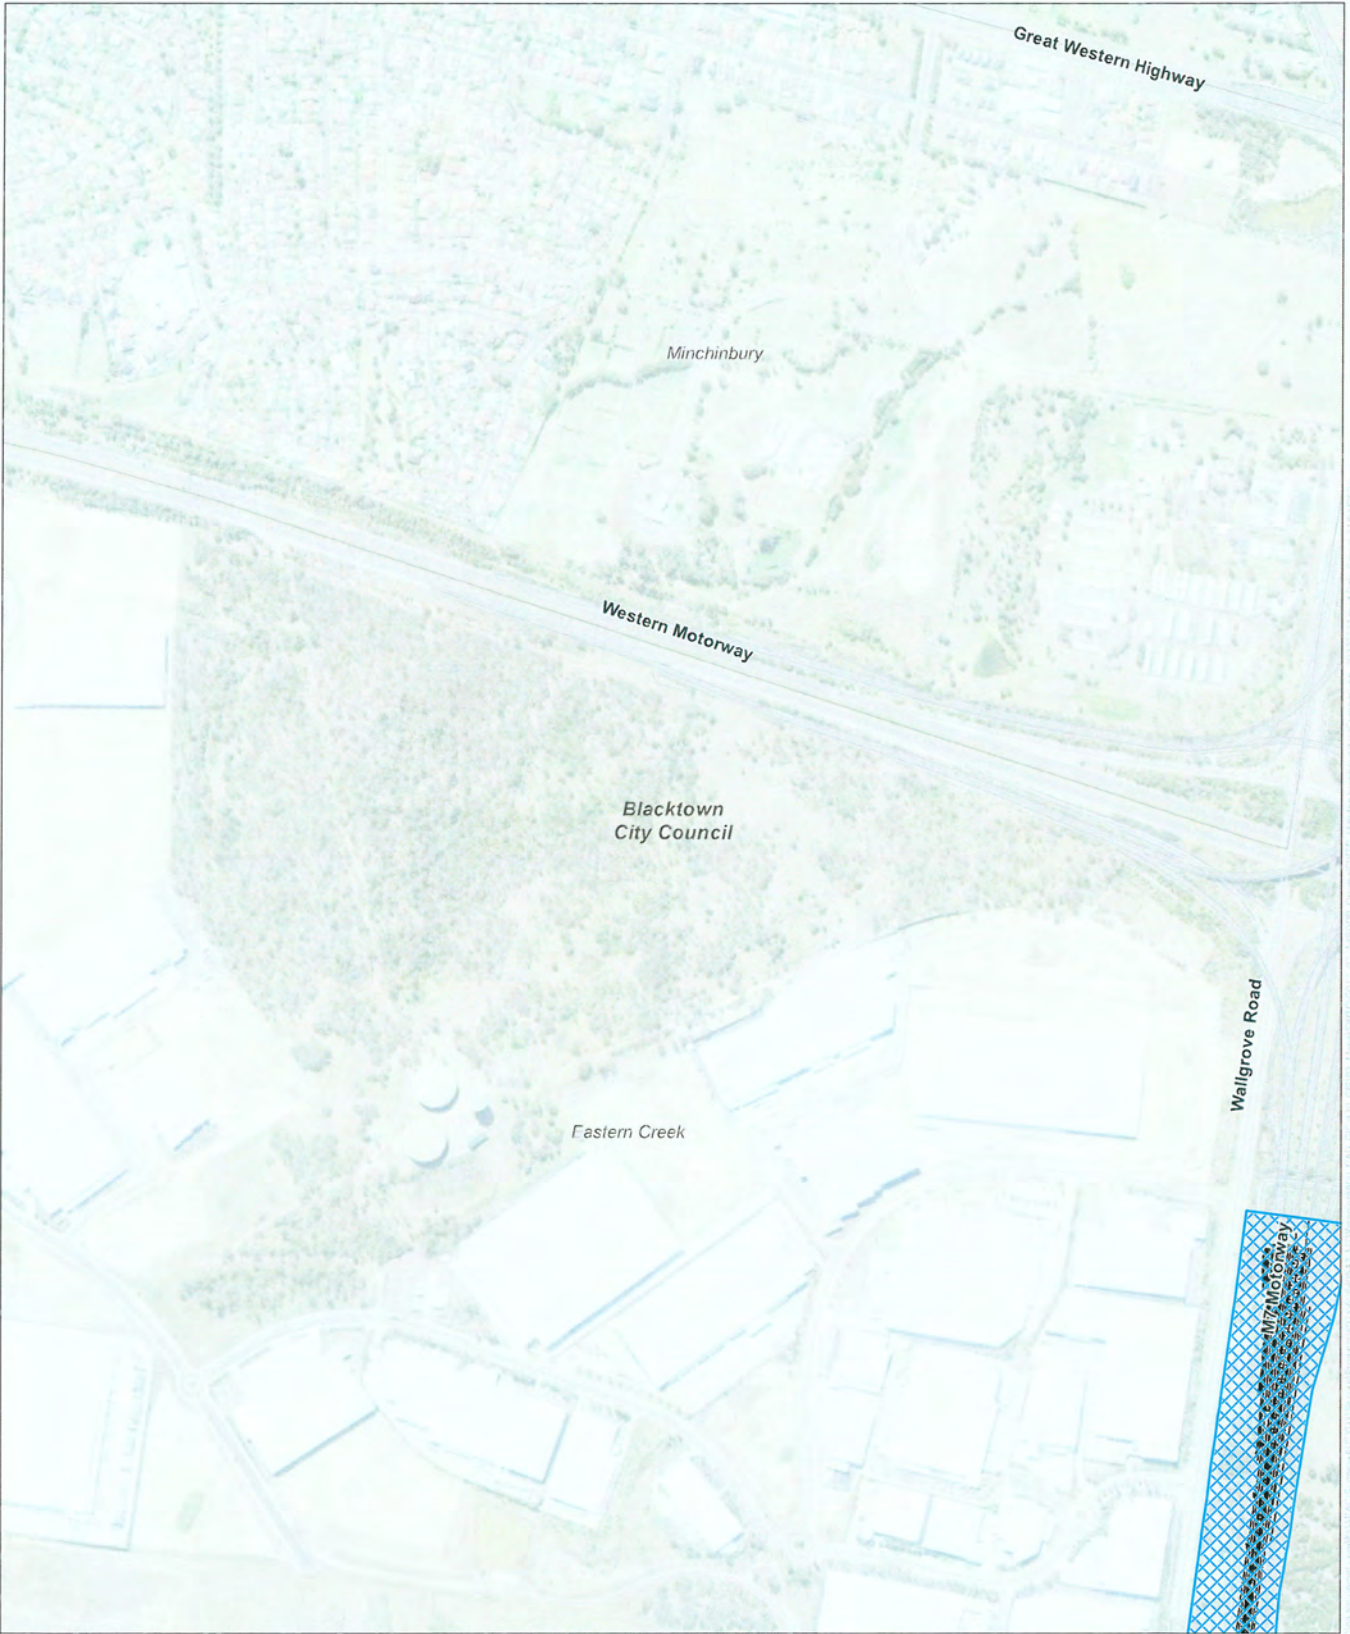 Great Western Highway
Minchinbury
Western Motorway
Blacktown
City Council
Wallgrove Road
Eastern Creek
M7 Motorway